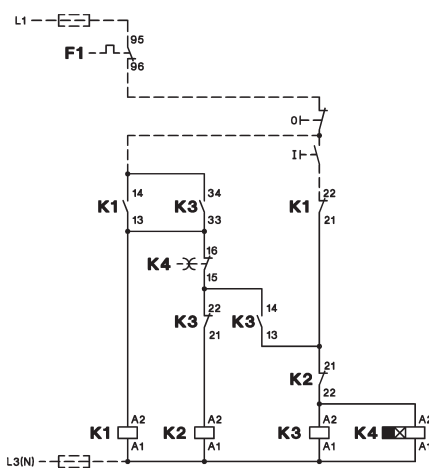 L1
95
F1
96
O
I
14 34 22
K1 K3 K1
13 33 21
16
K4
15
22 14
K3 K3
21 13
21
K2
22
A2 A2 A2 A2
K1 K2 K3 K4
A1 A1 A1 A1
L3(N)